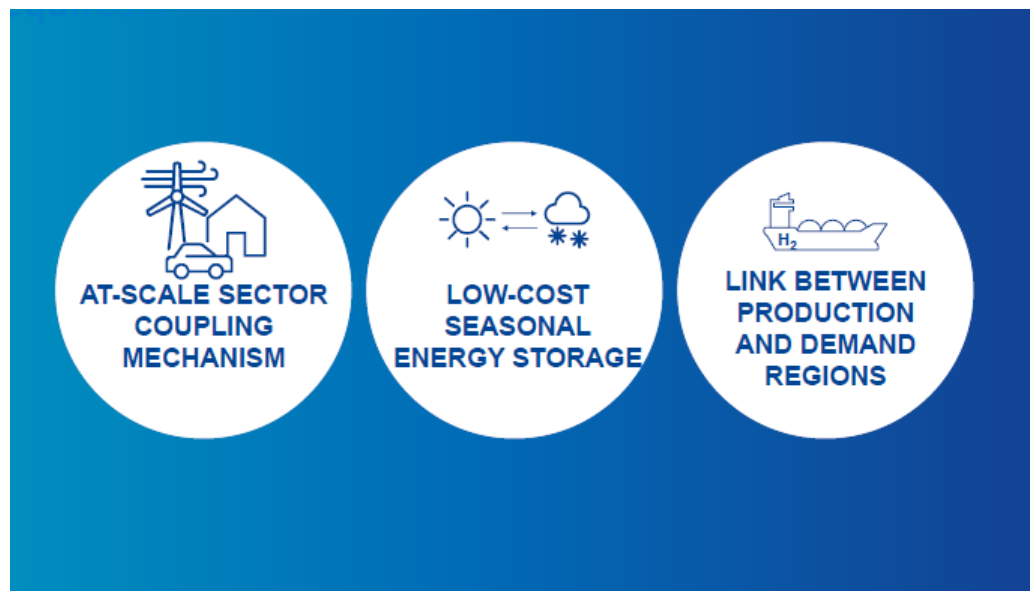 AT-SCALE SECTOR
COUPLING
MECHANISM
LOW-COST
SEASONAL
ENERGY STORAGE
H₂
LINK BETWEEN
PRODUCTION
AND DEMAND
REGIONS